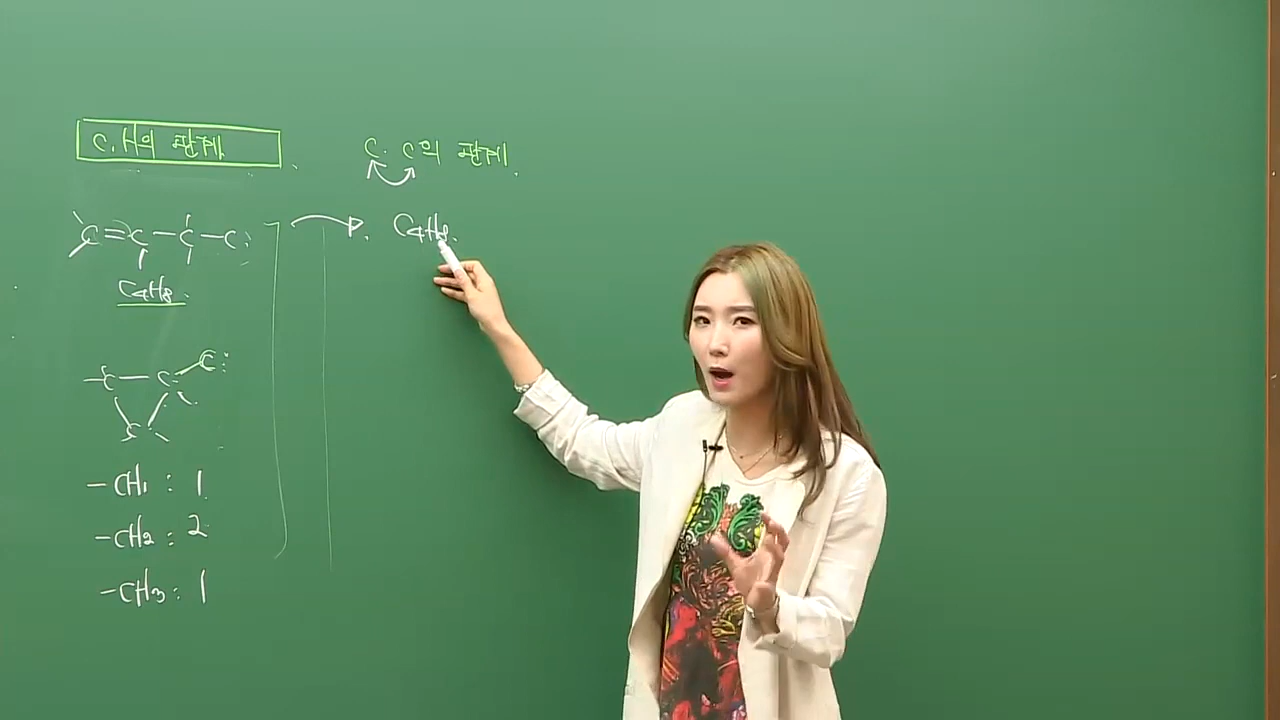 C, H의 관계
C=C-C-C
C4H8
C-C-C
C
-CH1 : 1
-CH2 : 2
-CH3 : 1
C. C의 관계
C4H8